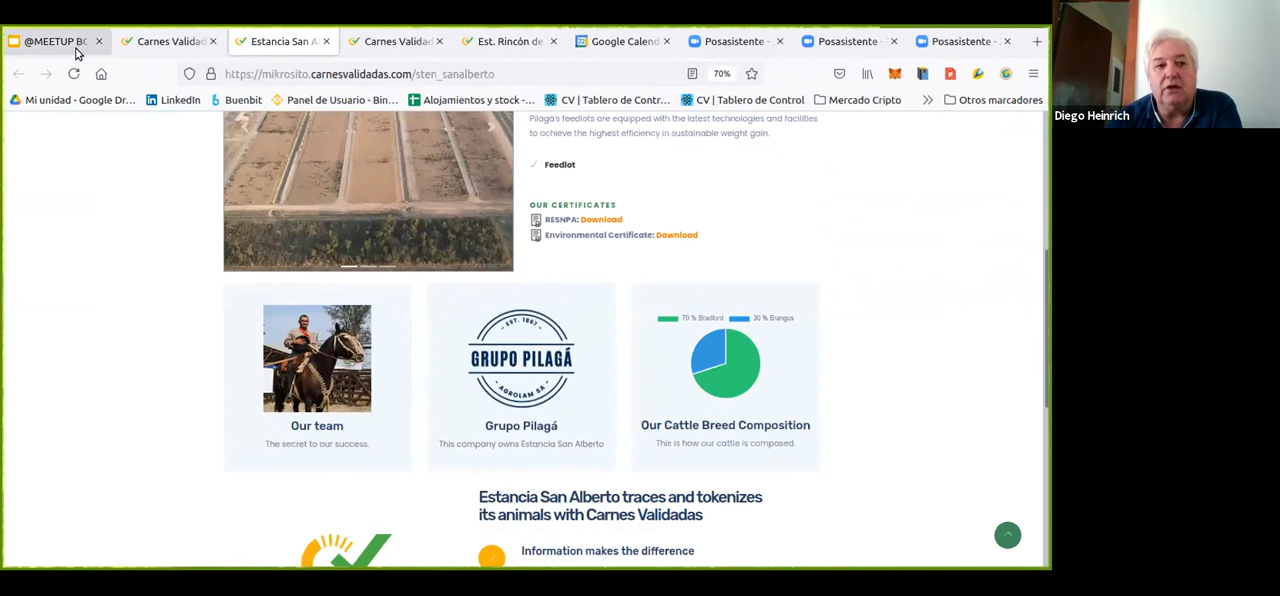 @MEETUP BC
Carnes Validad
Estancia San A
Carnes Validad
Est. Rincón de
Google Calend
Posasistente -
Posasistente -
Posasistente -
https://mikrosito.carnesvalidadas.com/sten_sanalberto
70%
Mi unidad - Google Dr...
LinkedIn
Buenbit
Panel de Usuario - Bin...
Alojamientos y stock -...
CV | Tablero de Contr...
CV | Tablero de Control
Mercado Cripto
Otros marcadores
Diego Heinrich
Pilaga's feedlots are equipped with the latest technologies and facilities
to achieve the highest efficiency in sustainable weight gain.
Feedlot
OUR CERTIFICATES
RESNPA: Download
Environmental Certificate: Download
70 % Bradford
30 % Brangus
EST. 1867
GRUPO PILAGÁ
AGROLAM SA
Our team
The secret to our success.
Grupo Pilagá
This company owns Estancia San Alberto
Our Cattle Breed Composition
This is how our cattle is composed.
Estancia San Alberto traces and tokenizes
its animals with Carnes Validadas
Information makes the difference